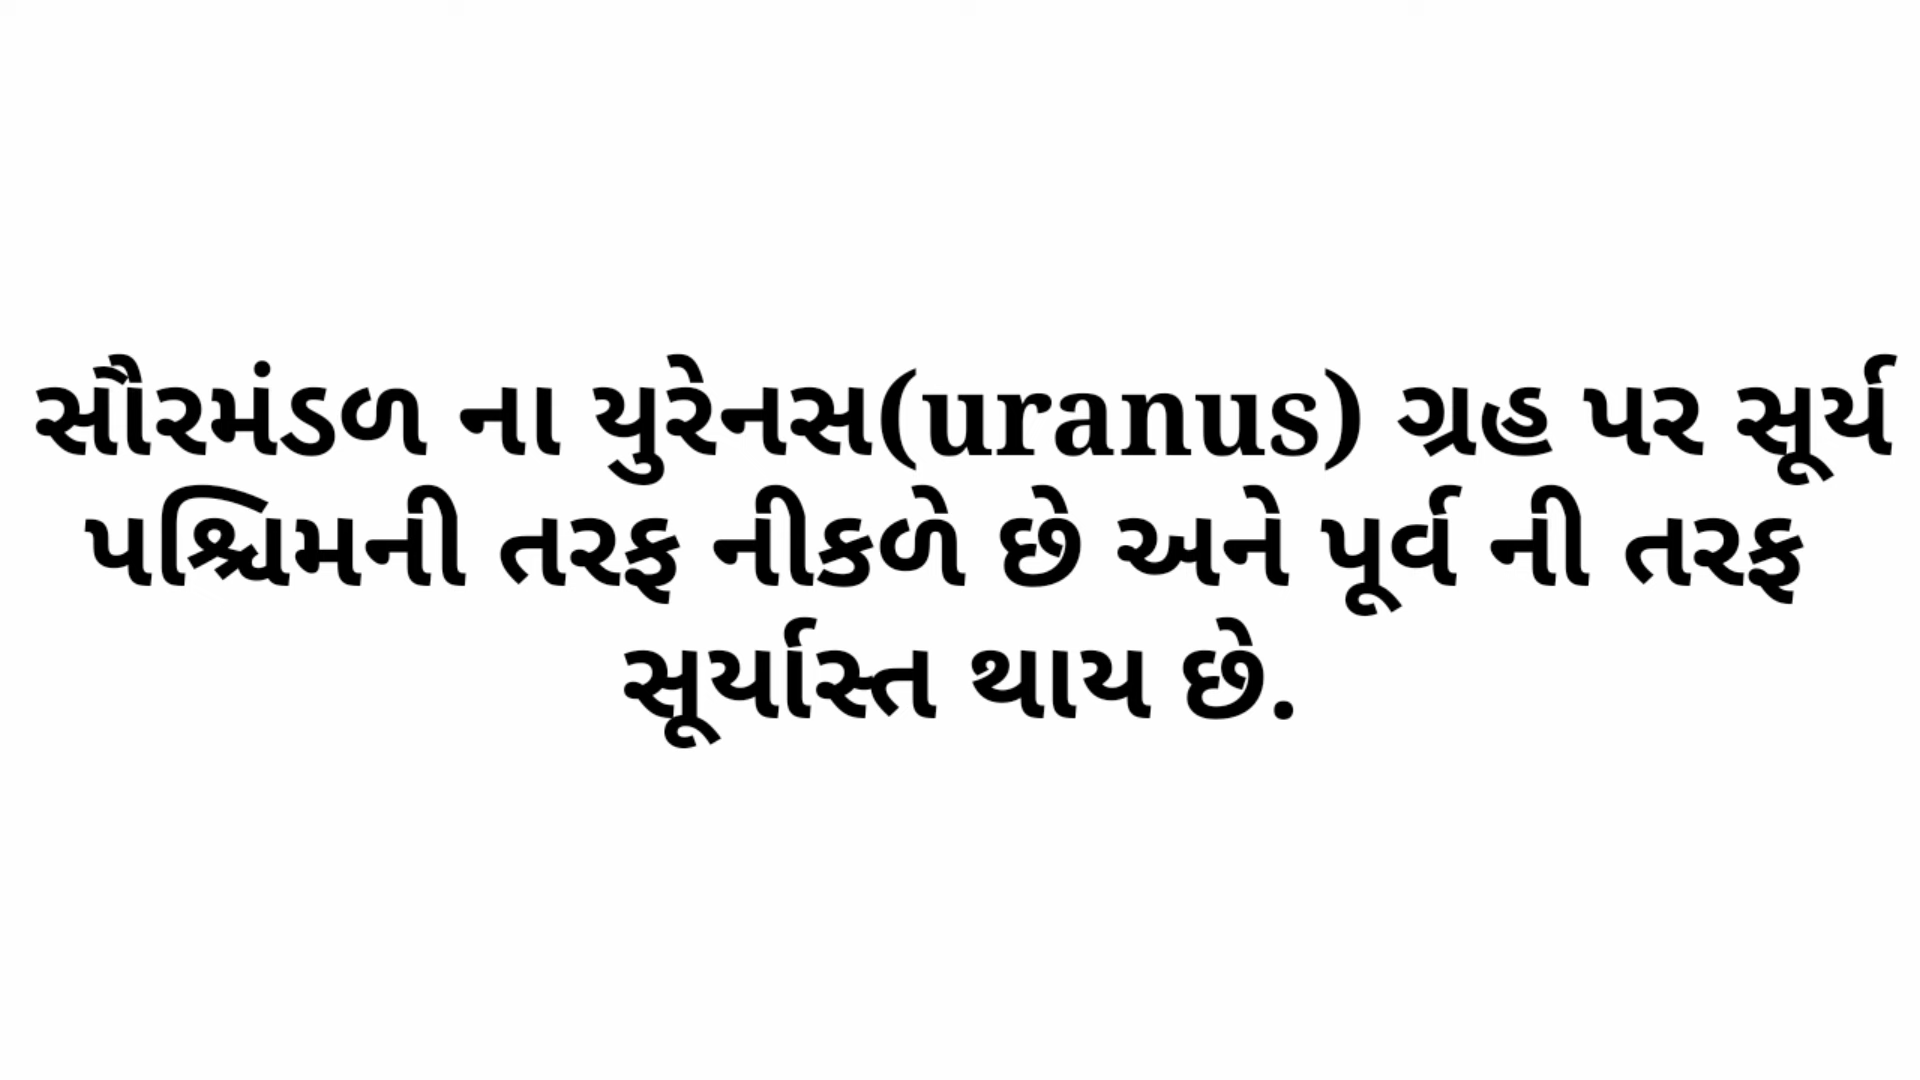 સૌરમંડળ ના યુરેનસ(uranus) ગ્રહ પર સૂર્ય
પશ્ચિમની તરફ નીકળે છે અને પૂર્વ ની તરફ
સૂર્યાસ્ત થાય છે.